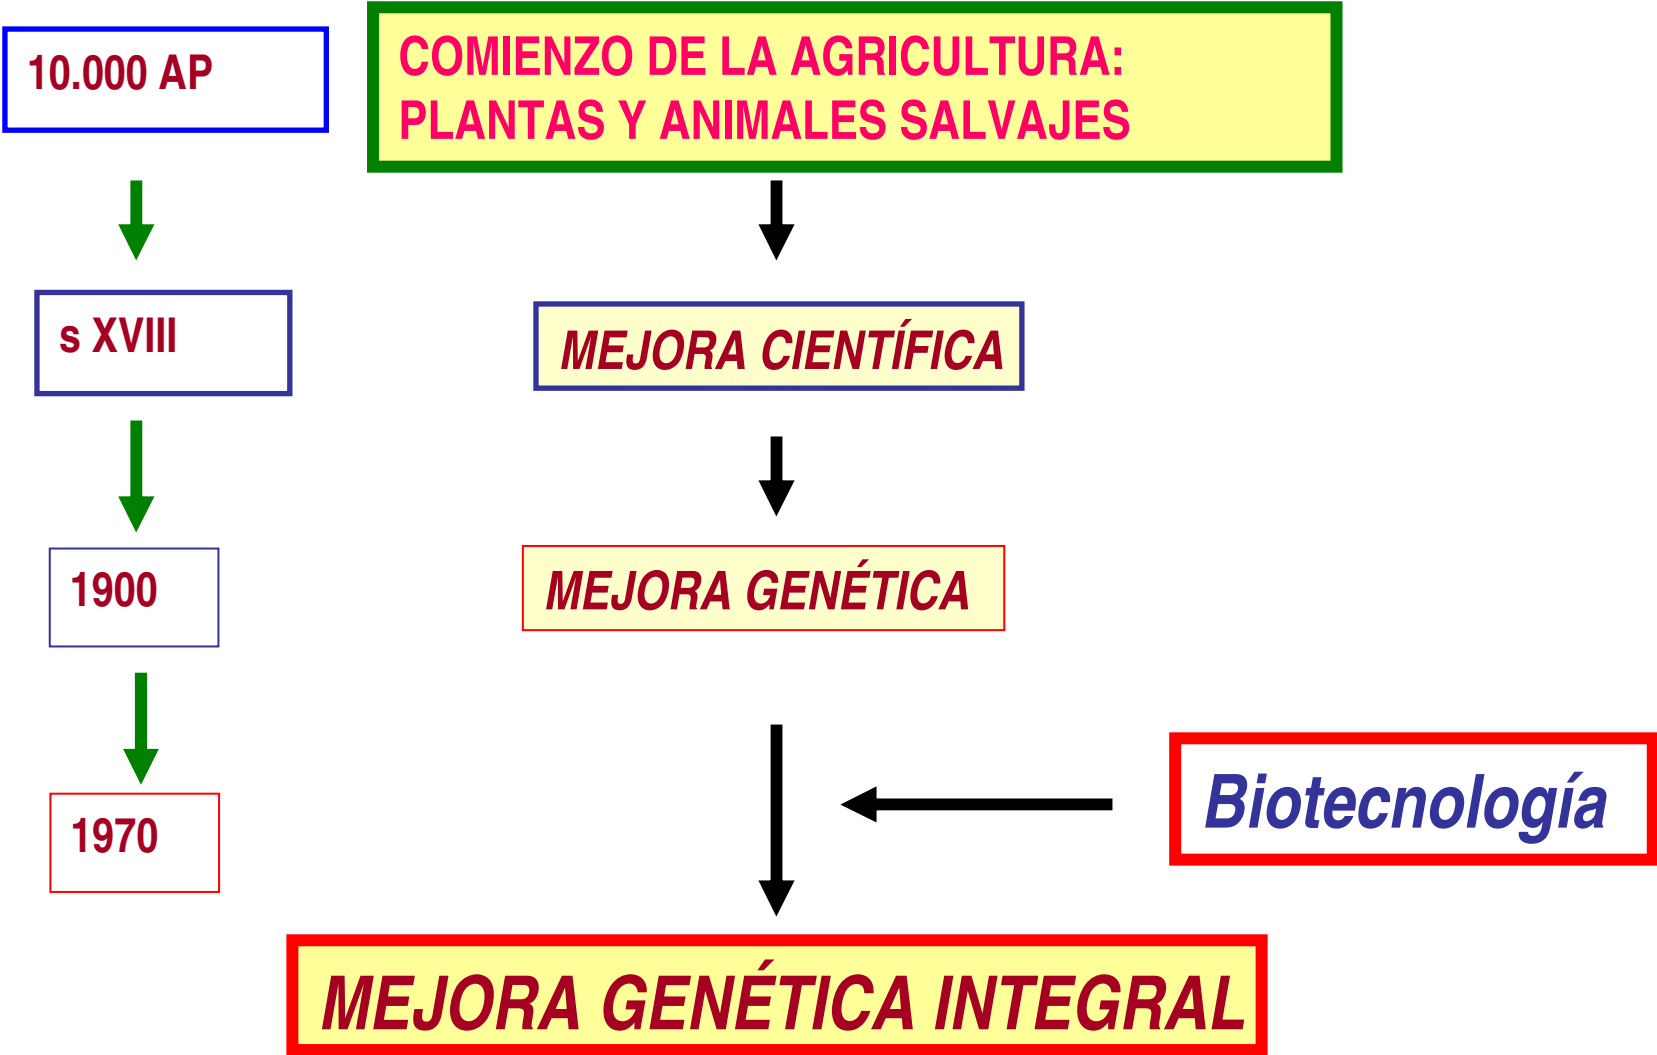 10.000 AP
COMIENZO DE LA AGRICULTURA:
PLANTAS Y ANIMALES SALVAJES
s XVIII
MEJORA CIENTÍFICA
1900
MEJORA GENÉTICA
1970
Biotecnología
MEJORA GENÉTICA INTEGRAL